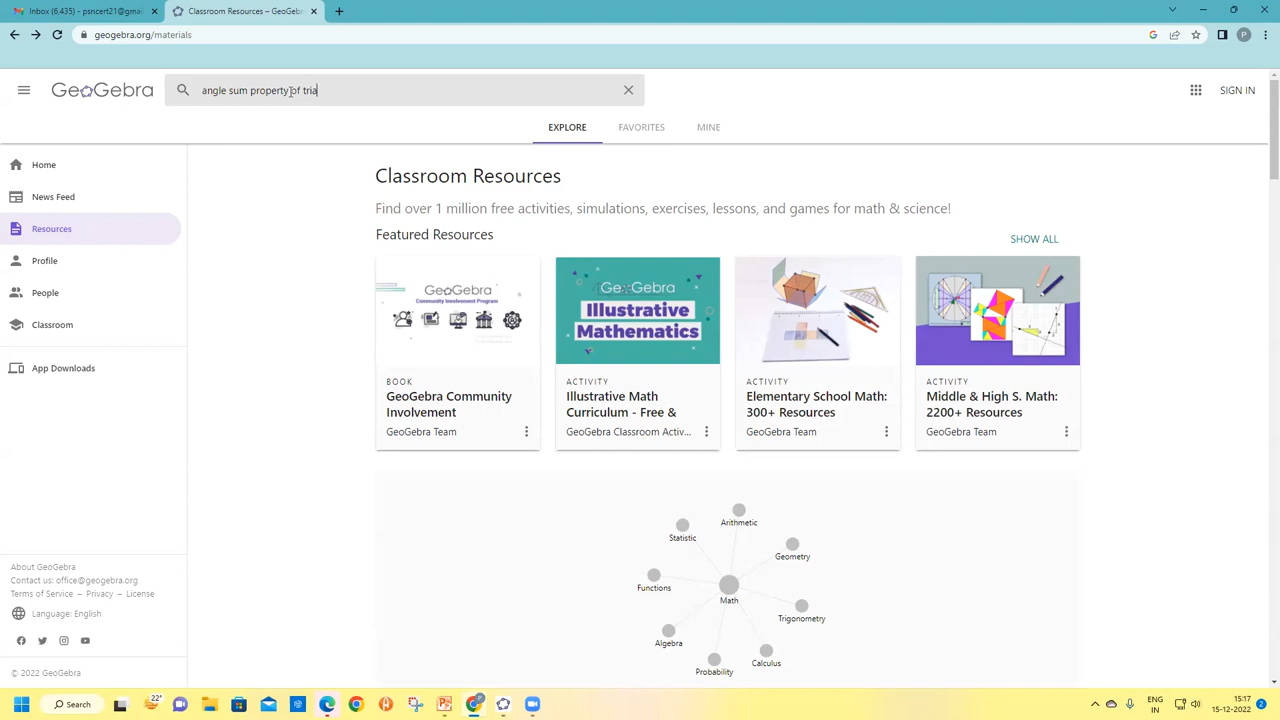 Inbox (6,435) - psncert21@gmai
Classroom Resources – GeoGebr
geogebra.org/materials
GeoGebra
angle sum property of tria
SIGN IN
EXPLORE
FAVORITES
MINE
Home
News Feed
Resources
Profile
People
Classroom
App Downloads
Classroom Resources
Find over 1 million free activities, simulations, exercises, lessons, and games for math & science!
Featured Resources
SHOW ALL
GeoGebra
Community Involvement Program
BOOK
GeoGebra Community
Involvement
GeoGebra Team
GeoGebra
Illustrative
Mathematics
ACTIVITY
Illustrative Math
Curriculum - Free &
GeoGebra Classroom Activ...
ACTIVITY
Elementary School Math:
300+ Resources
GeoGebra Team
ACTIVITY
Middle & High S. Math:
2200+ Resources
GeoGebra Team
Arithmetic
Statistic
Geometry
Functions
Math
Trigonometry
Algebra
Calculus
Probability
About GeoGebra
Contact us: office@geogebra.org
Terms of Service – Privacy – License
Language: English
© 2022 GeoGebra
Search
22°
ENG
IN
15:17
15-12-2022
2